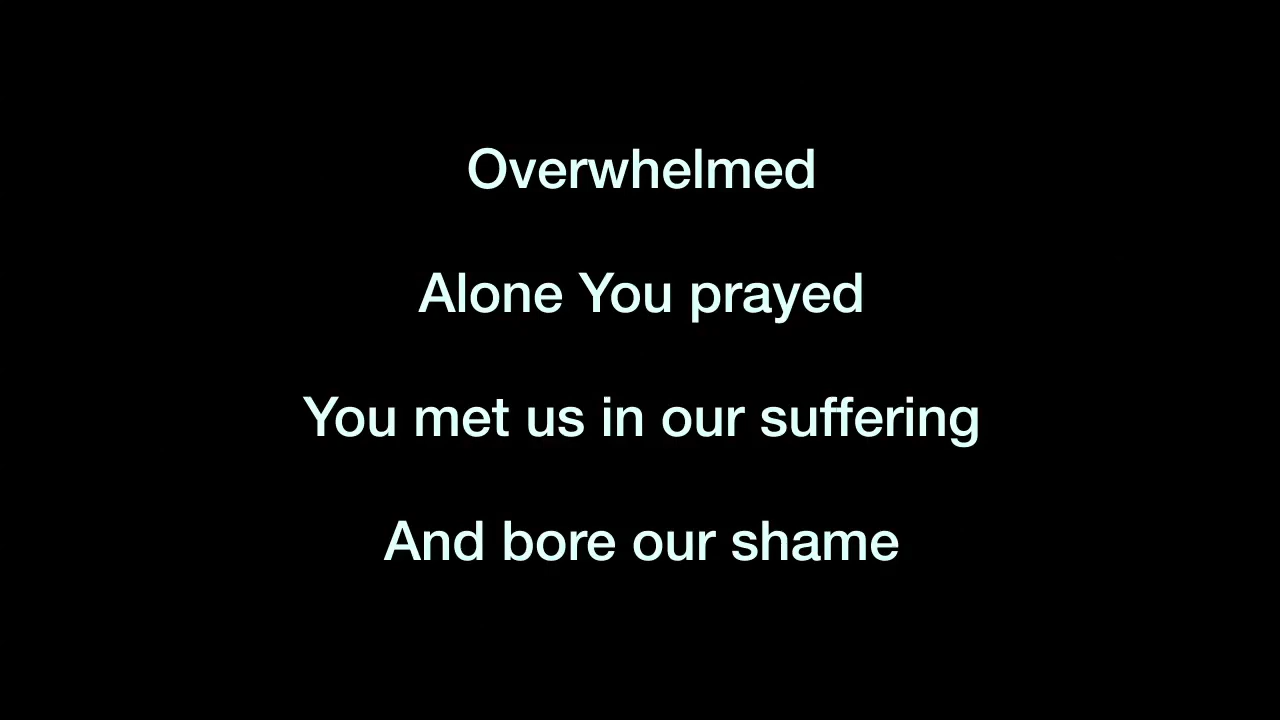 Overwhelmed
Alone You prayed
You met us in our suffering
And bore our shame